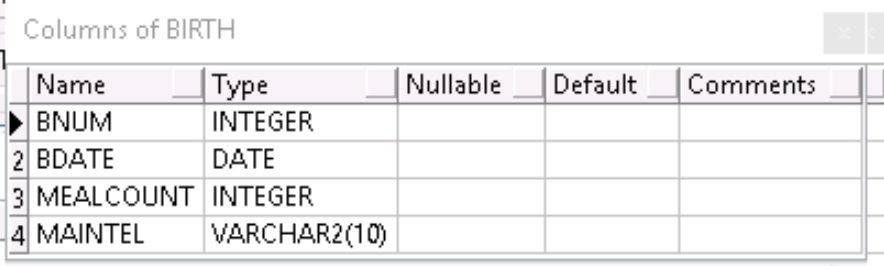 Columns of BIRTH
Name Type Nullable Default Comments
BNUM INTEGER
2 BDATE DATE
3 MEALCOUNT INTEGER
4 MAINTEL VARCHAR2(10)